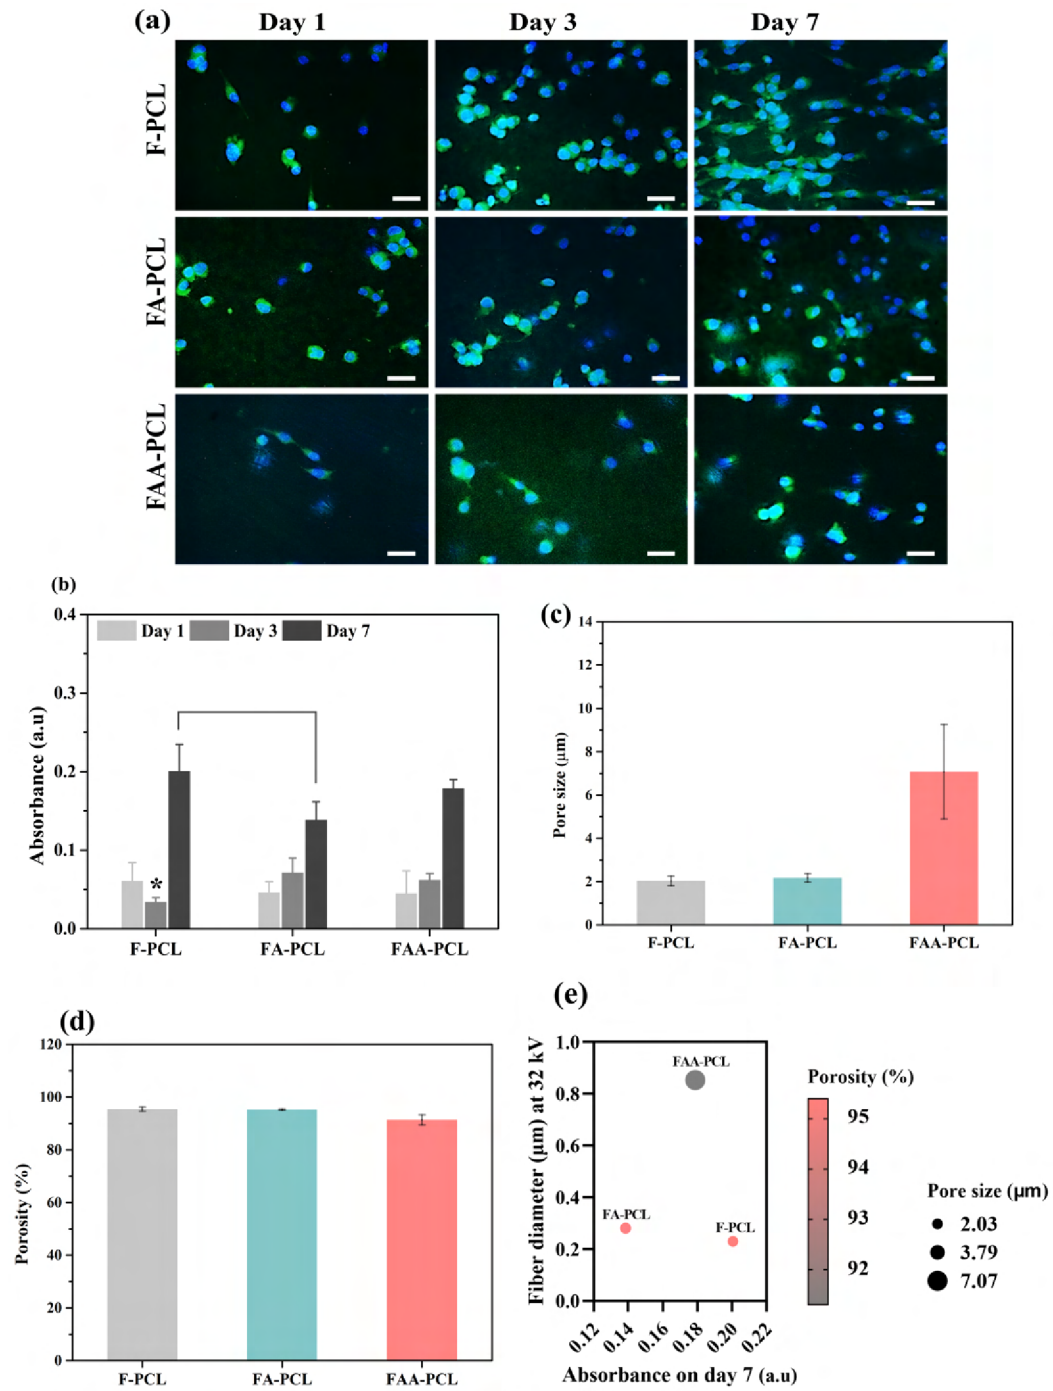 (a)
Day 1 Day 3 Day 7
F-PCL
FA-PCL
FAA-PCL
(b)
Absorbance (a.u)
0.4
0.3
0.2
0.1
0.0
Day 1 Day 3 Day 7
*
F-PCL FA-PCL FAA-PCL
(c)
Pore size (μm)
14
12
10
8
6
4
2
0
F-PCL FA-PCL FAA-PCL
(d)
Porosity (%)
120
100
80
60
40
20
0
F-PCL FA-PCL FAA-PCL
(e)
Fiber diameter (μm) at 32 kV
1.0
0.8
0.6
0.4
0.2
0.0
FAA-PCL
FA-PCL
F-PCL
0.12 0.14 0.16 0.18 0.20 0.22
Absorbance on day 7 (a.u)
Porosity (%)
95
94
93
92
Pore size (μm)
2.03
3.79
7.07